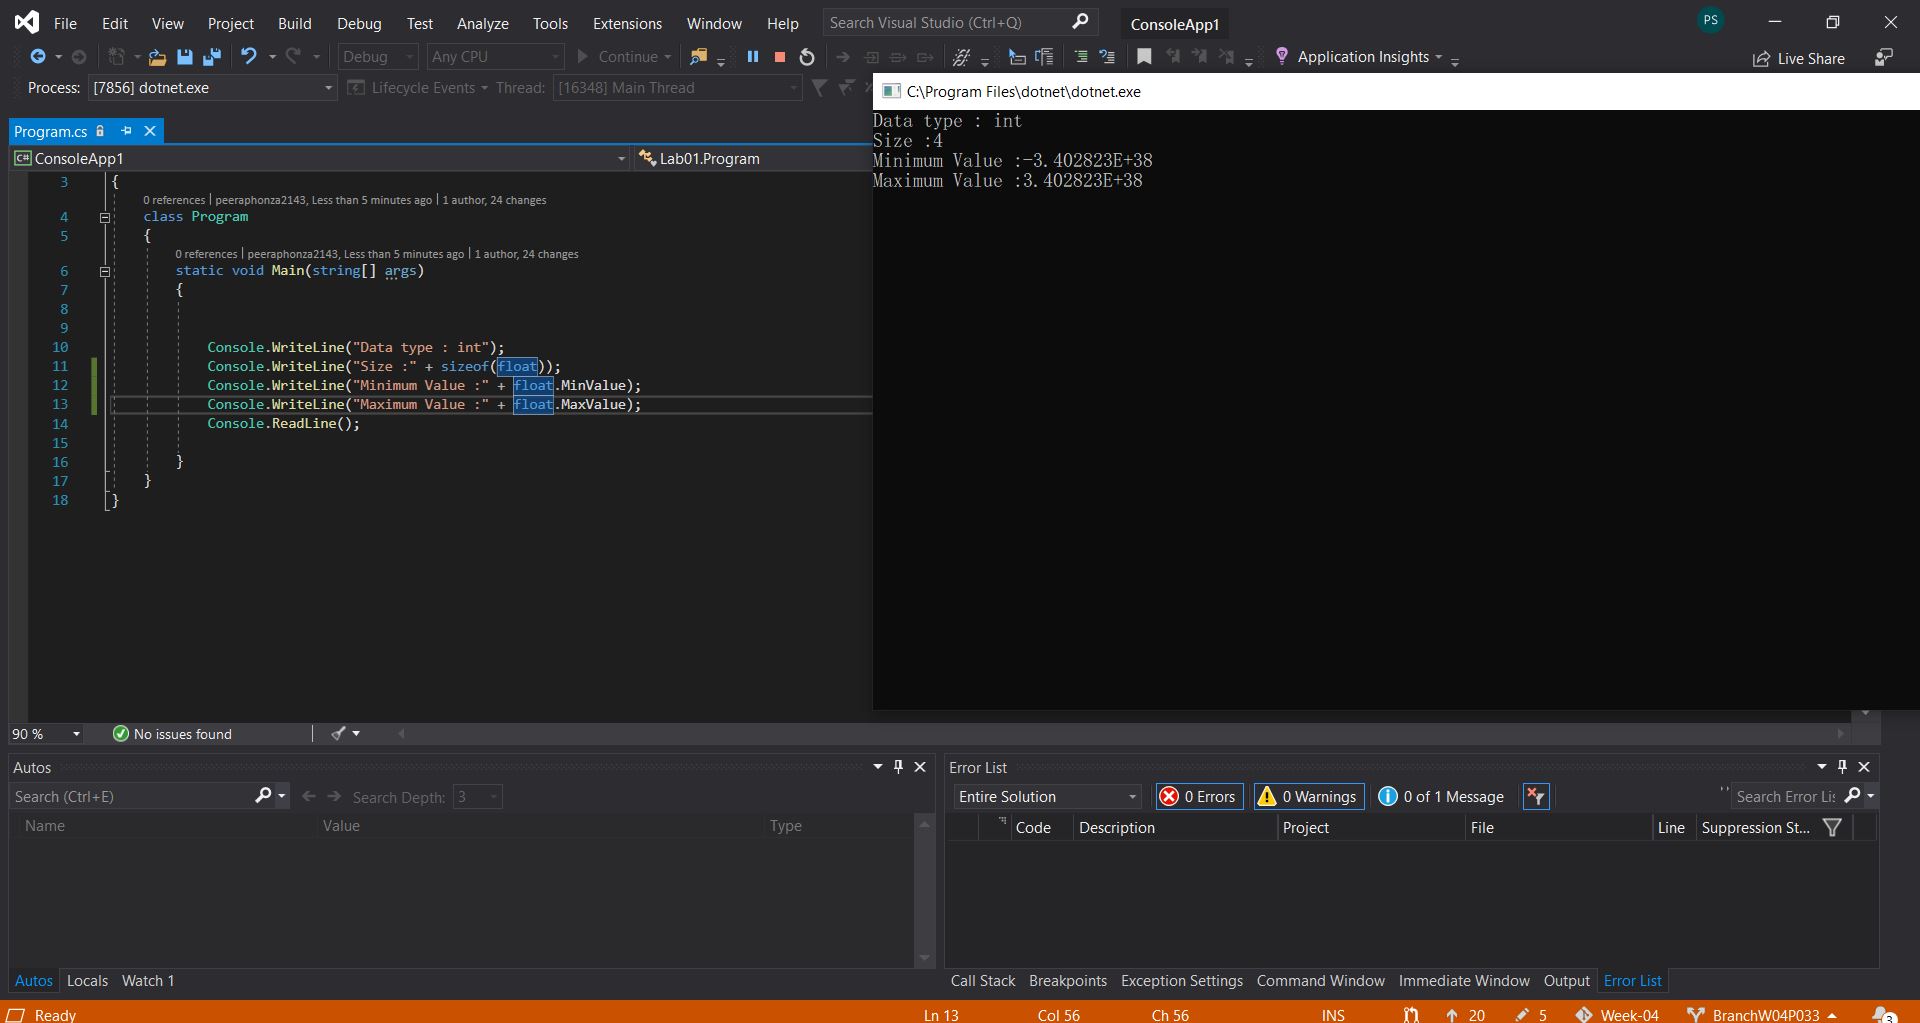 File Edit View Project Build Debug Test Analyze Tools Extensions Window Help Search Visual Studio (Ctrl+Q) ConsoleApp1 PS
Debug Any CPU Continue Application Insights Live Share
Process: [7856] dotnet.exe Lifecycle Events Thread: [16348] Main Thread
C:\Program Files\dotnet\dotnet.exe
Data type : int
Size :4
Minimum Value :-3.402823E+38
Maximum Value :3.402823E+38
Program.cs
C# ConsoleApp1 Lab01.Program
3 {
0 references | peeraphonza2143, Less than 5 minutes ago | 1 author, 24 changes
4 class Program
5 {
0 references | peeraphonza2143, Less than 5 minutes ago | 1 author, 24 changes
6 static void Main(string[] args)
7 {
8
9
10 Console.WriteLine("Data type : int");
11 Console.WriteLine("Size :" + sizeof(float));
12 Console.WriteLine("Minimum Value :" + float.MinValue);
13 Console.WriteLine("Maximum Value :" + float.MaxValue);
14 Console.ReadLine();
15
16 }
17 }
18 }
90 % No issues found
Autos
Search (Ctrl+E) Search Depth: 3
Name Value Type
Autos Locals Watch 1
Error List
Entire Solution 0 Errors 0 Warnings 0 of 1 Message Search Error Lis
Code Description Project File Line Suppression St...
Call Stack Breakpoints Exception Settings Command Window Immediate Window Output Error List
Ready Ln 13 Col 56 Ch 56 INS 20 5 Week-04 BranchW04P033 3